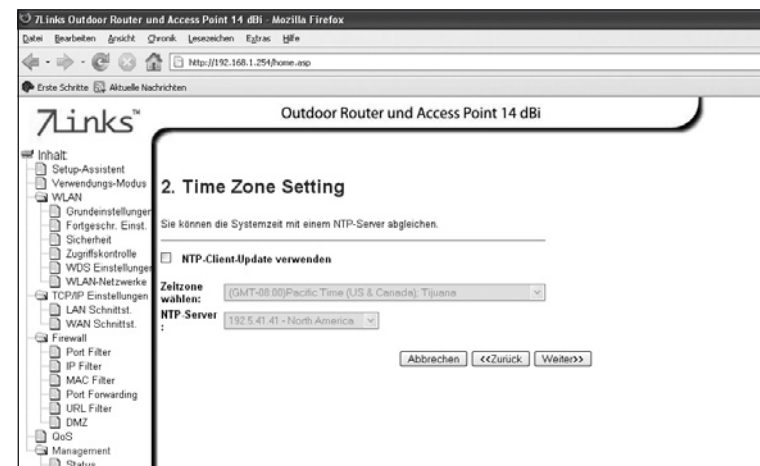 7Links Outdoor Router und Access Point 14 dBi - Mozilla Firefox
Datei Bearbeiten Ansicht Chronik Lesezeichen Extras Hilfe
http://192.168.1.254/home.asp
Erste Schritte Aktuelle Nachrichten
7Links™
Outdoor Router und Access Point 14 dBi
Inhalt:
Setup-Assistent
Verwendungs-Modus
WLAN
Grundeinstellungen
Fortgeschr. Einst.
Sicherheit
Zugriffskontrolle
WDS Einstellungen
WLAN-Netzwerke
TCP/IP Einstellungen
LAN Schnittst.
WAN Schnittst.
Firewall
Port Filter
IP Filter
MAC Filter
Port Forwarding
URL Filter
DMZ
QoS
Management
Status
2. Time Zone Setting
Sie können die Systemzeit mit einem NTP-Server abgleichen.
NTP-Client-Update verwenden
Zeitzone
wählen:
(GMT-08:00)Pacific Time (US & Canada); Tijuana
NTP-Server
:
192.5.41.41 - North America
Abbrechen <<Zurück Weiter>>